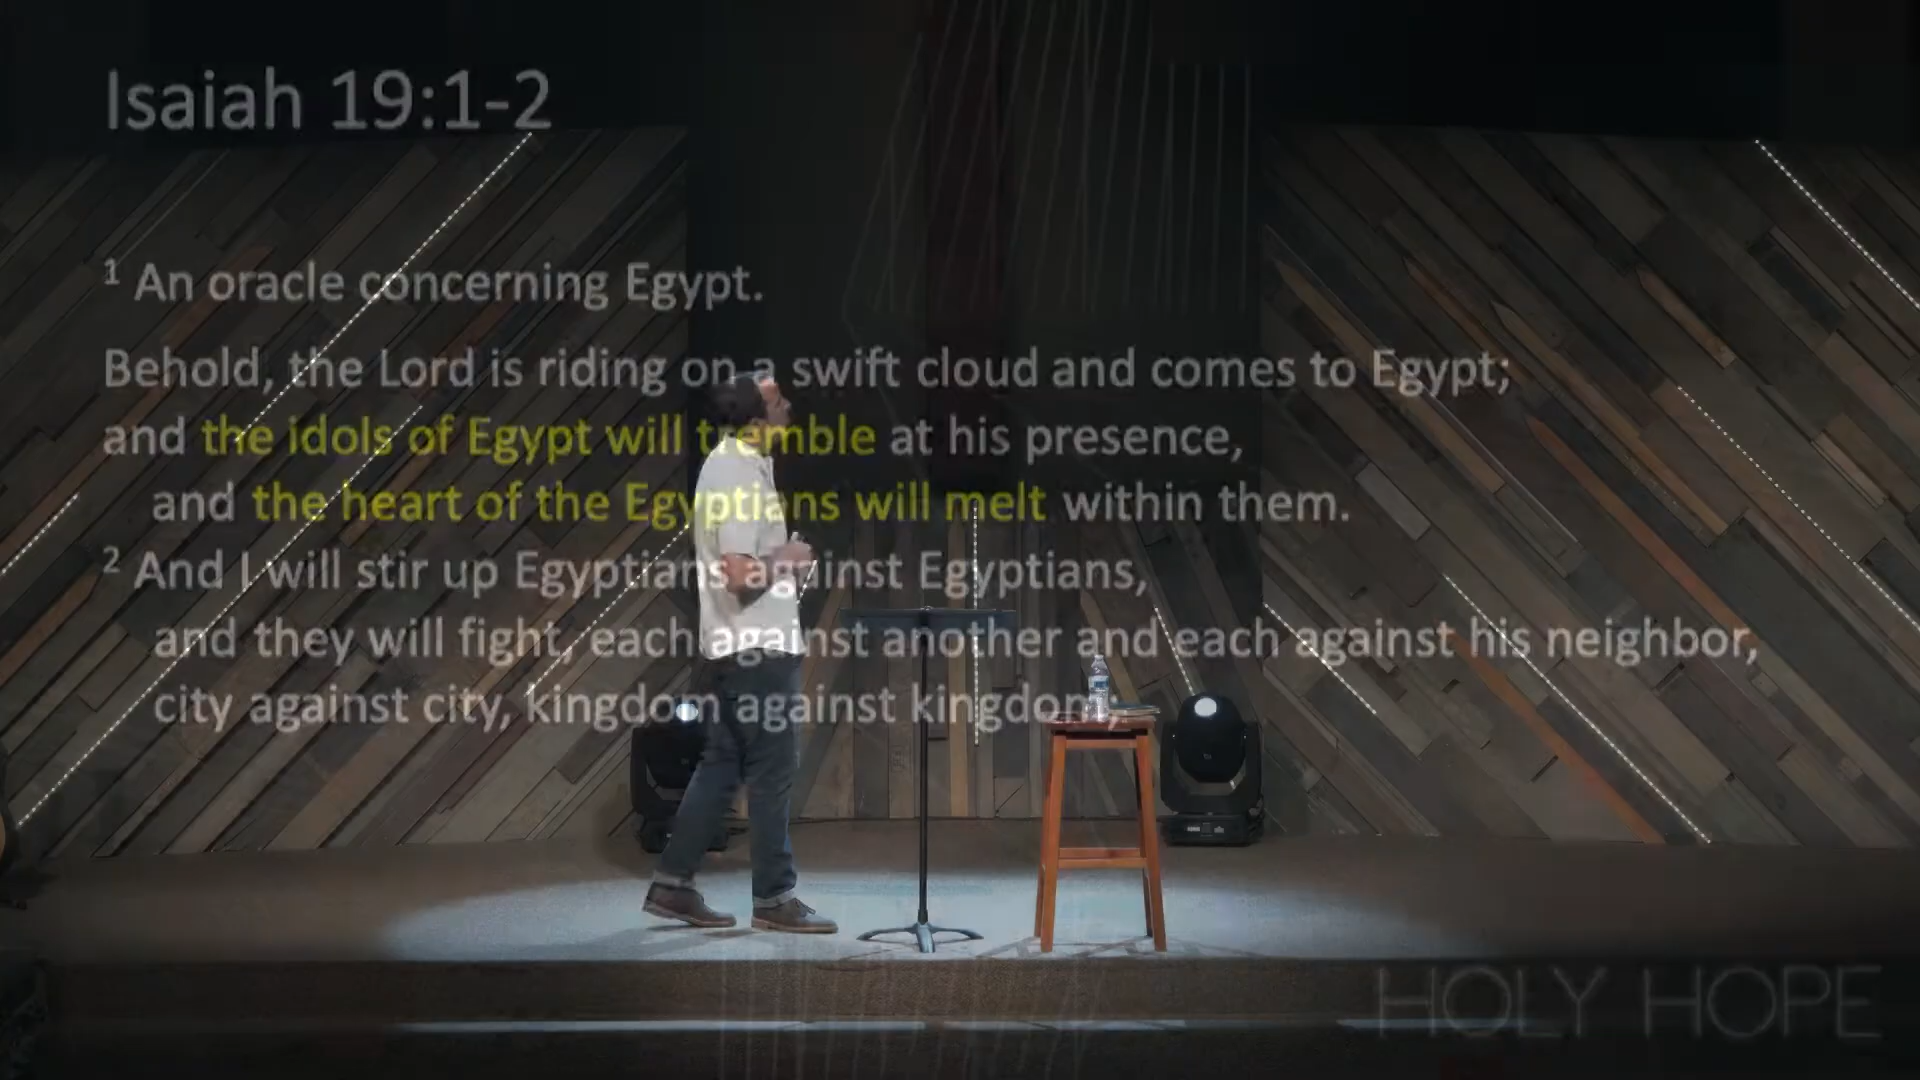 Isaiah 19:1-2
1 An oracle concerning Egypt.
Behold, the Lord is riding on a swift cloud and comes to Egypt;
and the idols of Egypt will tremble at his presence,
and the heart of the Egyptians will melt within them.
2 And I will stir up Egyptians against Egyptians,
and they will fight, each against another and each against his neighbor,
city against city, kingdom against kingdom;
HOLY HOPE